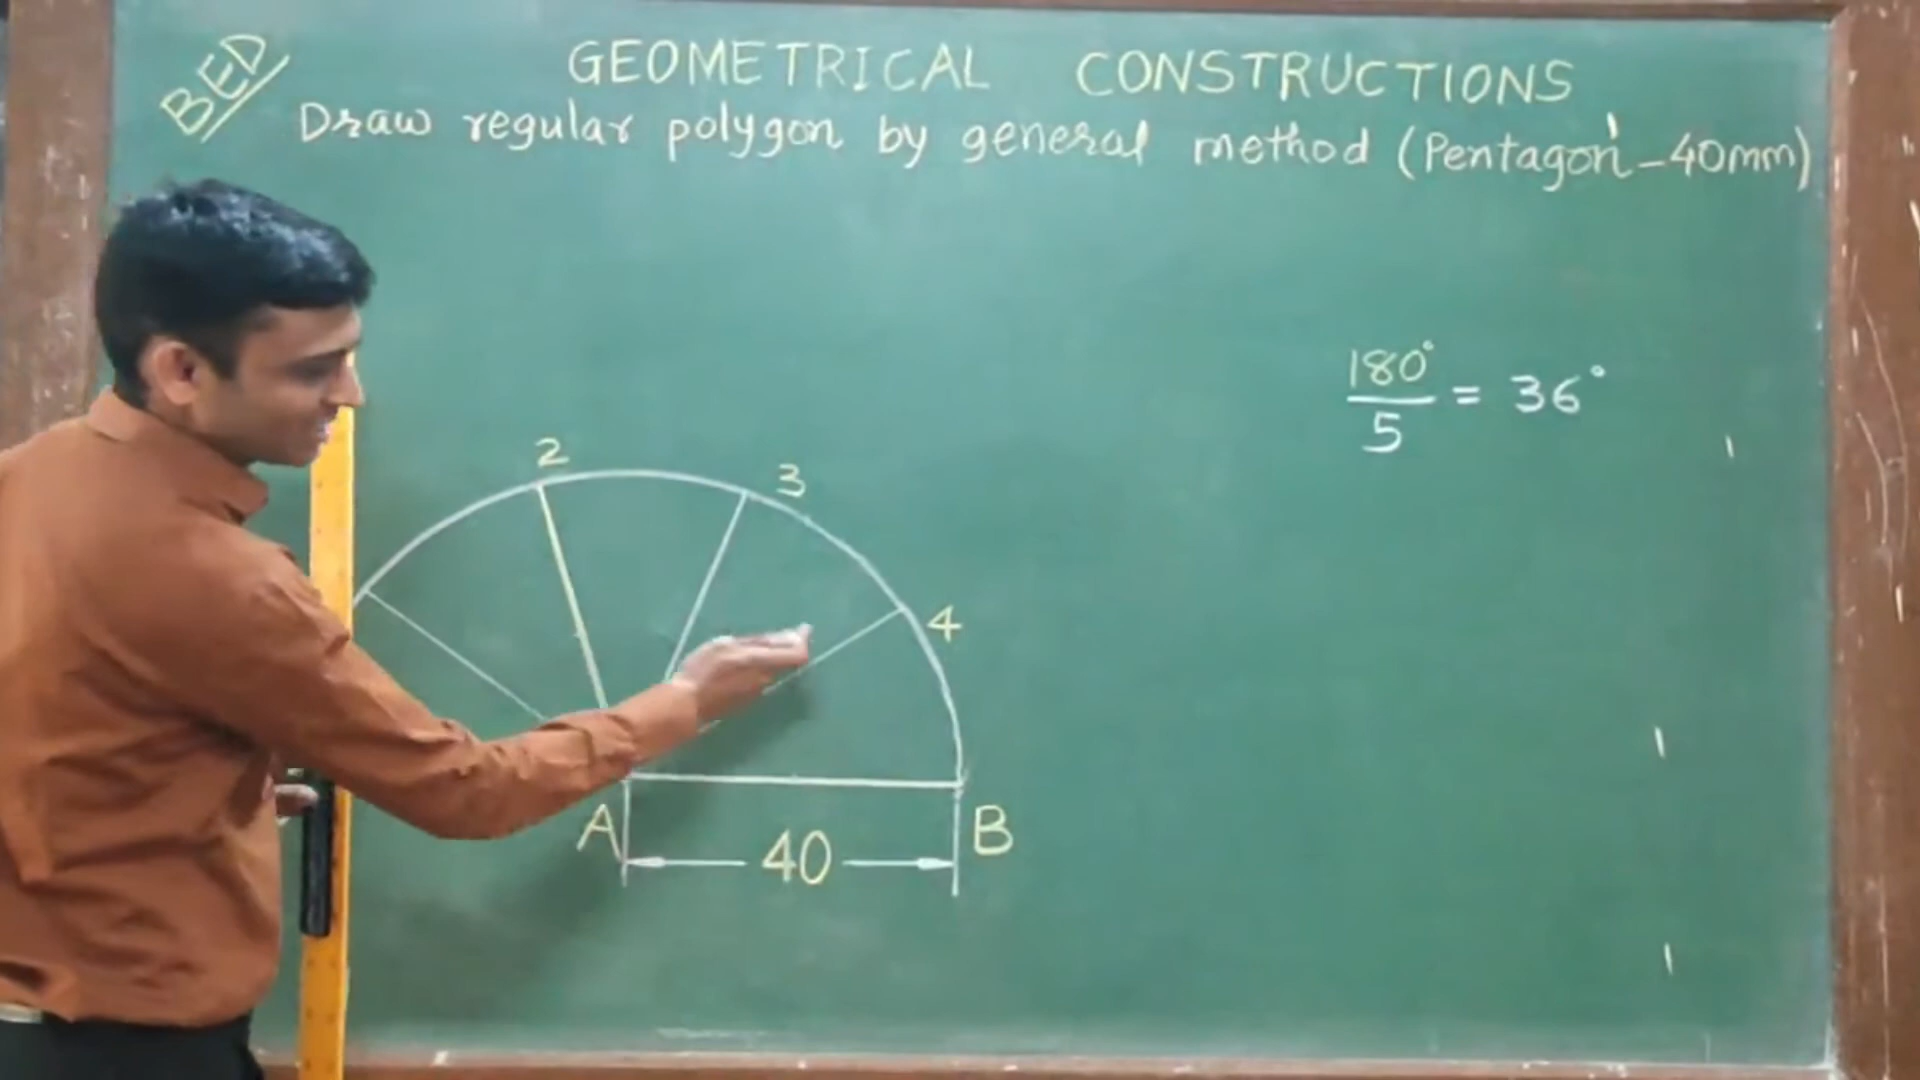 BED
GEOMETRICAL CONSTRUCTIONS
Draw regular polygon by general method (Pentagon-40mm)
180°
5
= 36°
2
3
4
A
B
40